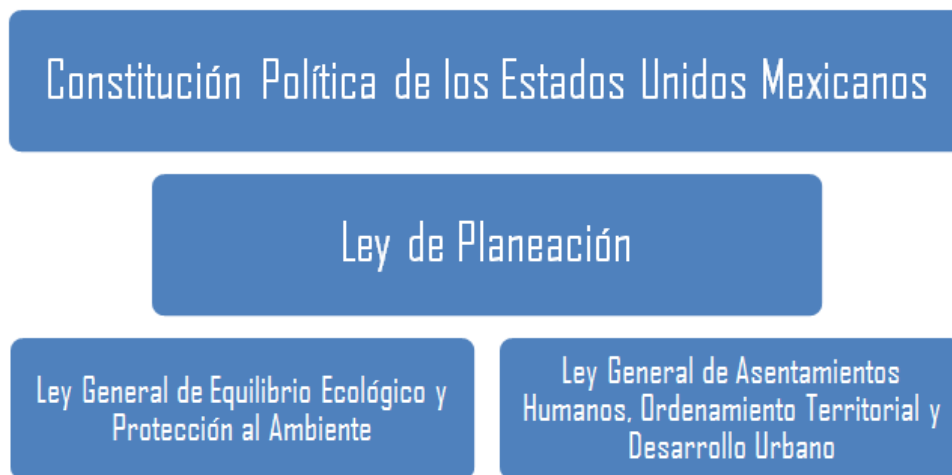 Constitución Política de los Estados Unidos Mexicanos
Ley de Planeación
Ley General de Equilibrio Ecológico y
Protección al Ambiente
Ley General de Asentamientos
Humanos, Ordenamiento Territorial y
Desarrollo Urbano